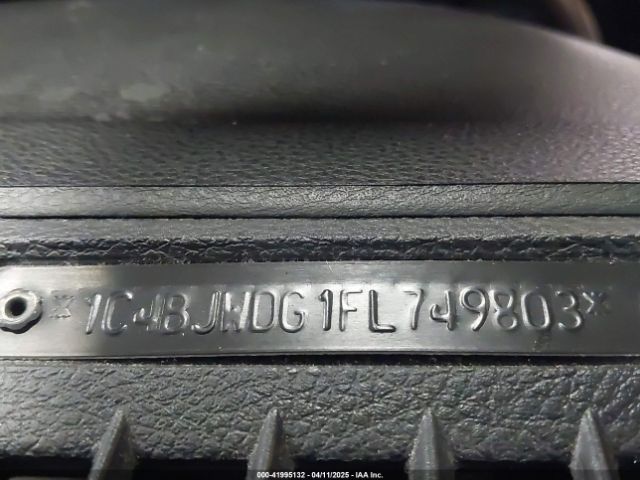 *1C4BJWDG1FL749803*
000-41995132 - 04/11/2025 - IAA Inc.